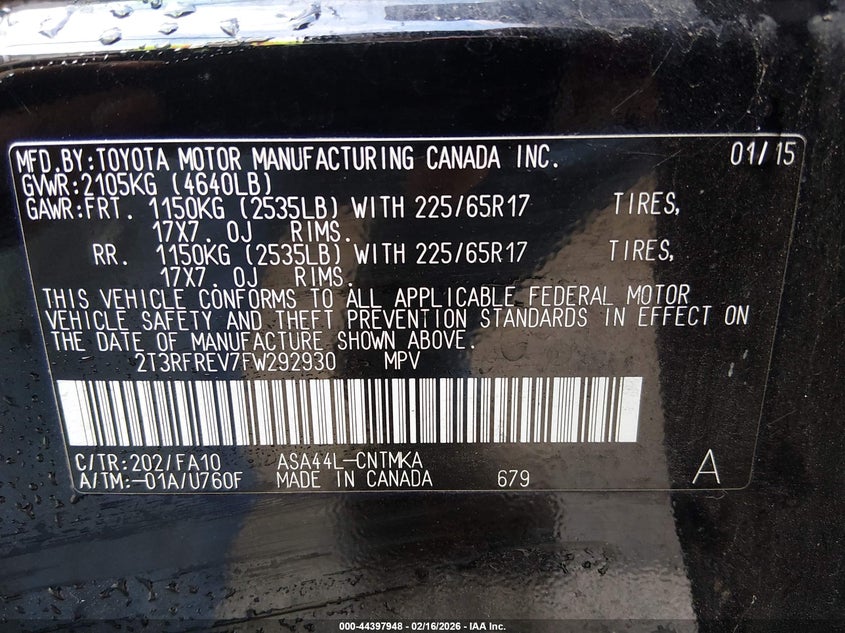 MFD.BY:TOYOTA MOTOR MANUFACTURING CANADA INC. 01/15
GVWR:2105KG (4640LB)
GAWR:FRT. 1150KG (2535LB) WITH 225/65R17 TIRES,
17X7. 0J RIMS.
RR. 1150KG (2535LB) WITH 225/65R17 TIRES,
17X7. 0J RIMS.
THIS VEHICLE CONFORMS TO ALL APPLICABLE FEDERAL MOTOR
VEHICLE SAFETY AND THEFT PREVENTION STANDARDS IN EFFECT ON
THE DATE OF MANUFACTURE SHOWN ABOVE.
2T3RFREV7FW292930 MPV
C/TR:202/FA10 ASA44L-CNTMKA
A/TM:-01A/U760F MADE IN CANADA 679 A
000-44397948 - 02/16/2026 - IAA Inc.